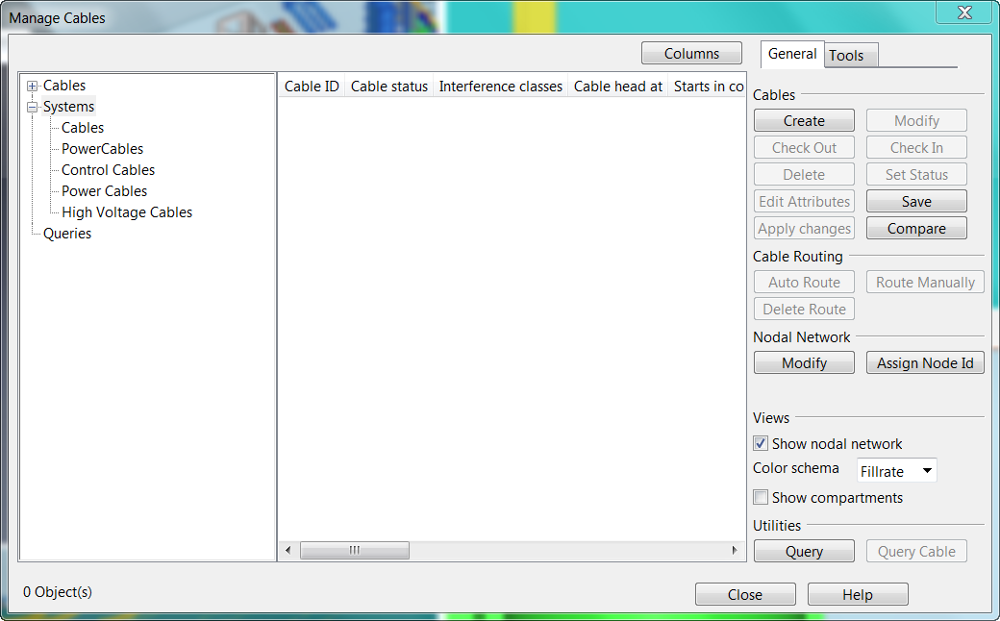 Manage Cables
Columns
General Tools
Cables
Systems
Cables
PowerCables
Control Cables
Power Cables
High Voltage Cables
Queries
Cable ID Cable status Interference classes Cable head at Starts in co
Cables
Create Modify
Check Out Check In
Delete Set Status
Edit Attributes Save
Apply changes Compare
Cable Routing
Auto Route Route Manually
Delete Route
Nodal Network
Modify Assign Node Id
Views
Show nodal network
Color schema Fillrate
Show compartments
Utilities
Query Query Cable
0 Object(s)
Close Help